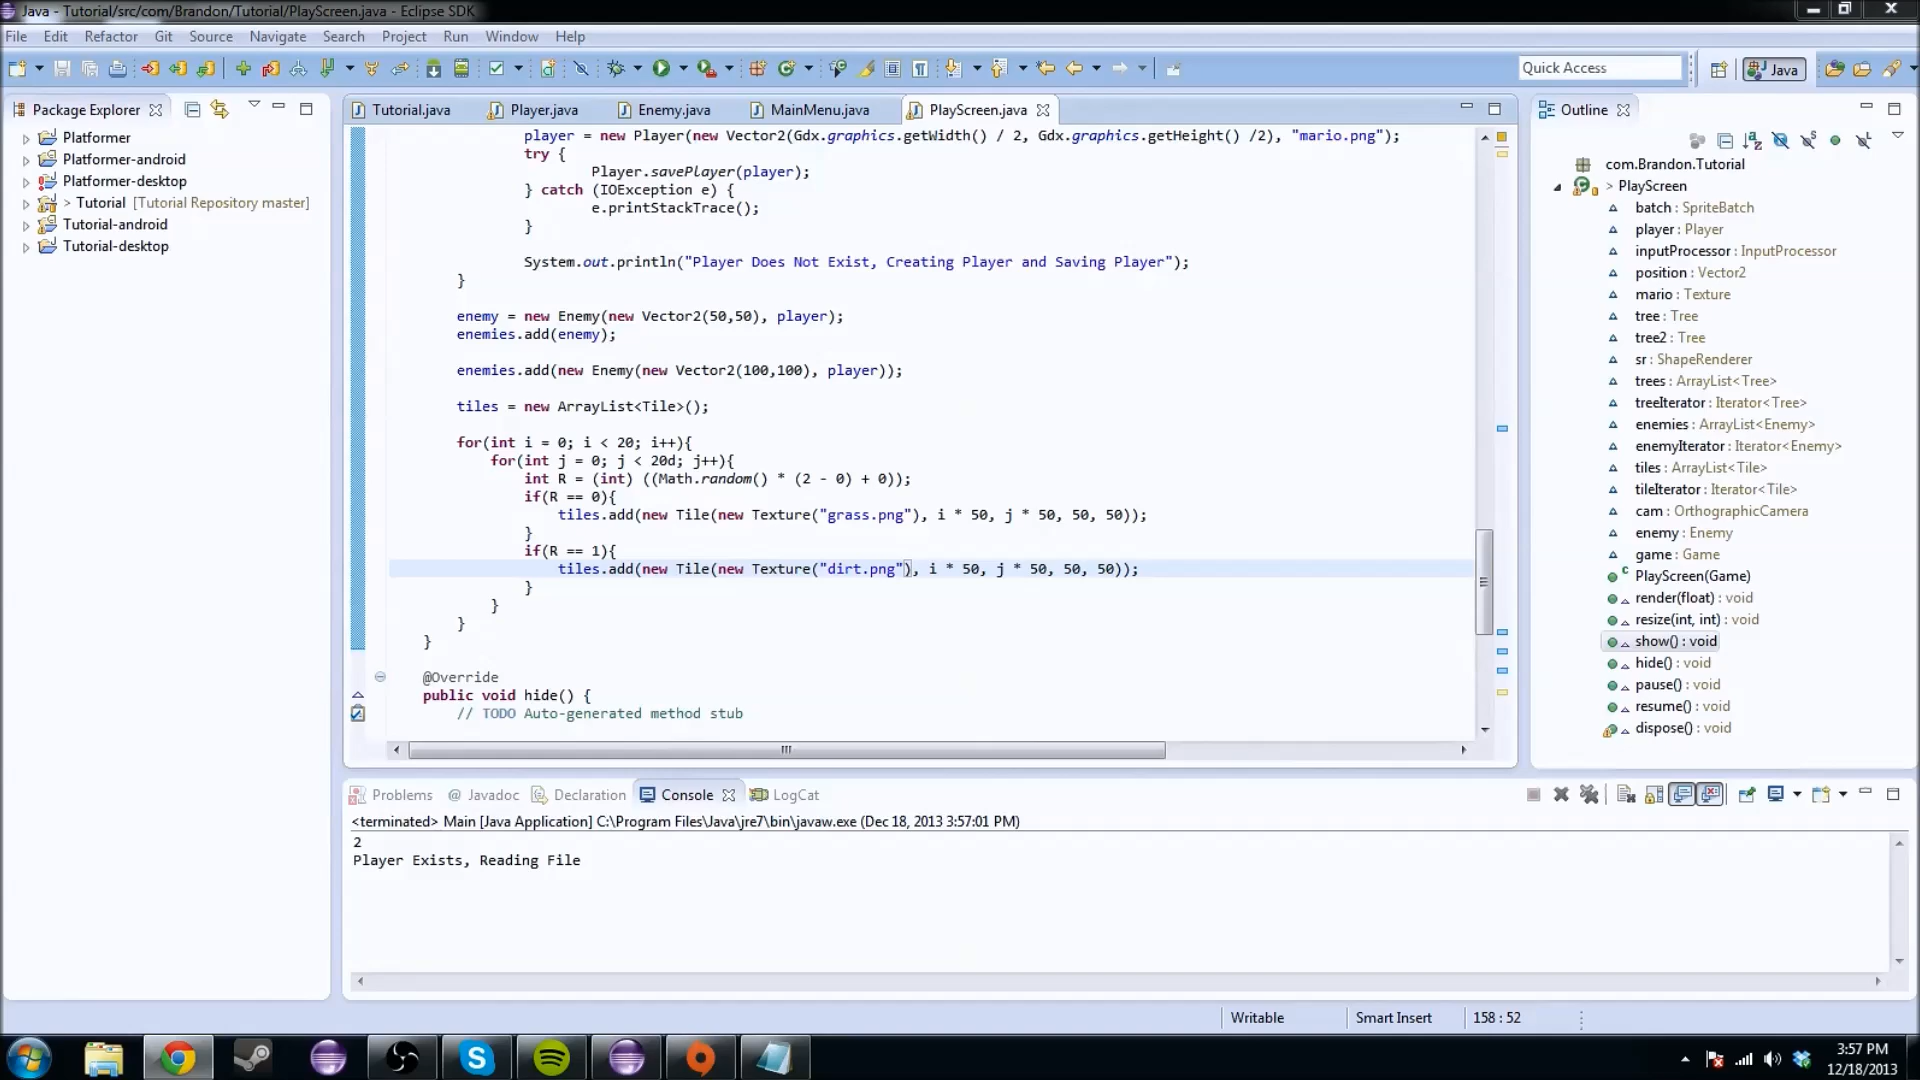 Java - Tutorial/src/com/Brandon/Tutorial/PlayScreen.java - Eclipse SDK
File Edit Refactor Git Source Navigate Search Project Run Window Help
Quick Access
Java
Package Explorer
Platformer
Platformer-android
Platformer-desktop
> Tutorial [Tutorial Repository master]
Tutorial-android
Tutorial-desktop
Tutorial.java Player.java Enemy.java MainMenu.java PlayScreen.java
player = new Player(new Vector2(Gdx.graphics.getWidth() / 2, Gdx.graphics.getHeight() /2), "mario.png");
try {
Player.savePlayer(player);
} catch (IOException e) {
e.printStackTrace();
}
System.out.println("Player Does Not Exist, Creating Player and Saving Player");
}
enemy = new Enemy(new Vector2(50,50), player);
enemies.add(enemy);
enemies.add(new Enemy(new Vector2(100,100), player));
tiles = new ArrayList<Tile>();
for(int i = 0; i < 20; i++){
for(int j = 0; j < 20d; j++){
int R = (int) ((Math.random() * (2 - 0) + 0));
if(R == 0){
tiles.add(new Tile(new Texture("grass.png"), i * 50, j * 50, 50, 50));
}
if(R == 1){
tiles.add(new Tile(new Texture("dirt.png"), i * 50, j * 50, 50, 50));
}
}
}
}
@Override
public void hide() {
// TODO Auto-generated method stub
Outline
com.Brandon.Tutorial
> PlayScreen
batch : SpriteBatch
player : Player
inputProcessor : InputProcessor
position : Vector2
mario : Texture
tree : Tree
tree2 : Tree
sr : ShapeRenderer
trees : ArrayList<Tree>
treeIterator : Iterator<Tree>
enemies : ArrayList<Enemy>
enemyIterator : Iterator<Enemy>
tiles : ArrayList<Tile>
tileIterator : Iterator<Tile>
cam : OrthographicCamera
enemy : Enemy
game : Game
PlayScreen(Game)
render(float) : void
resize(int, int) : void
show() : void
hide() : void
pause() : void
resume() : void
dispose() : void
Problems @ Javadoc Declaration Console LogCat
<terminated> Main [Java Application] C:\Program Files\Java\jre7\bin\javaw.exe (Dec 18, 2013 3:57:01 PM)
2
Player Exists, Reading File
Writable Smart Insert 158 : 52
3:57 PM
12/18/2013